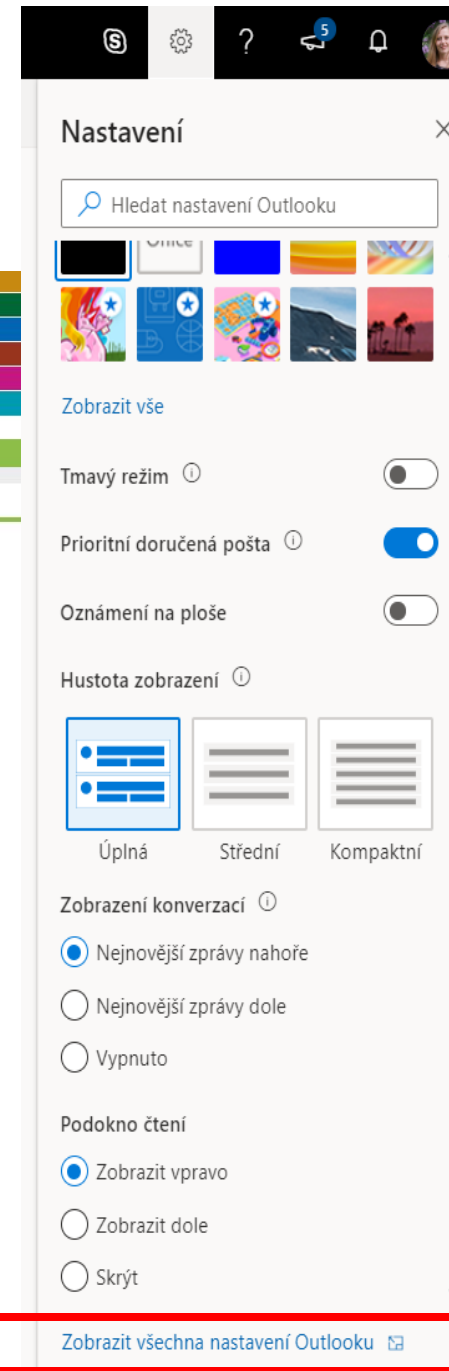 5
Nastavení
Hledat nastavení Outlooku
Office
Zobrazit vše
Tmavý režim
Prioritní doručená pošta
Oznámení na ploše
Hustota zobrazení
Úplná Střední Kompaktní
Zobrazení konverzací
Nejnovější zprávy nahoře
Nejnovější zprávy dole
Vypnuto
Podokno čtení
Zobrazit vpravo
Zobrazit dole
Skrýt
Zobrazit všechna nastavení Outlooku